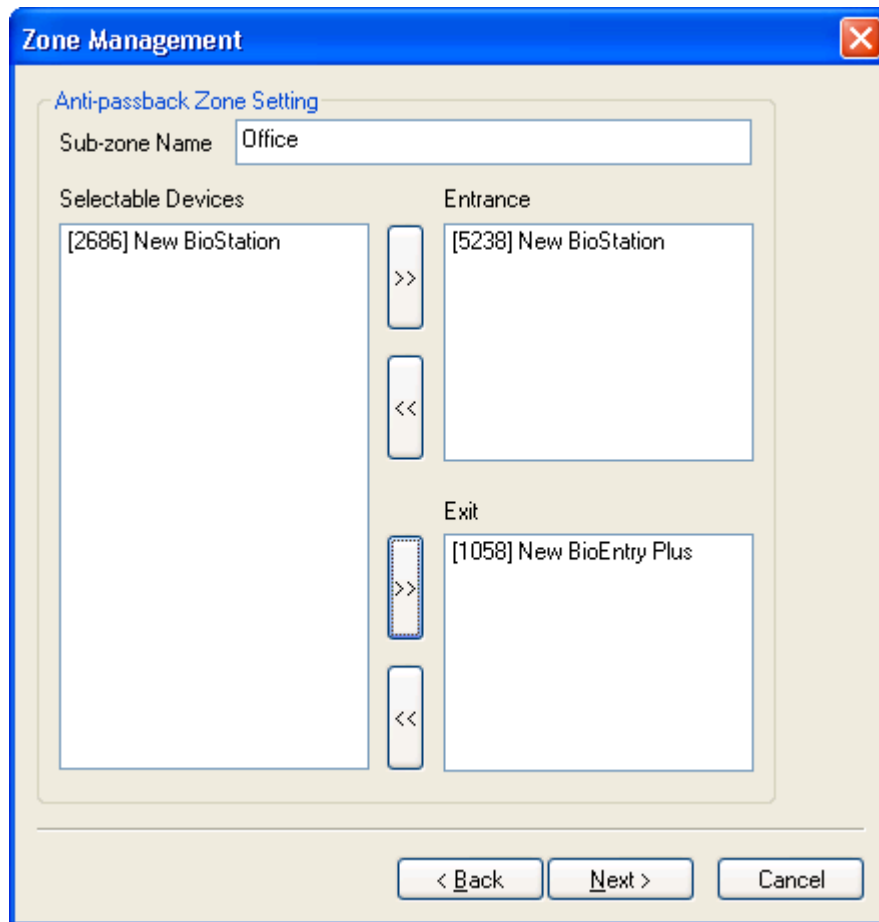 Zone Management
Anti-passback Zone Setting
Sub-zone Name Office
Selectable Devices
[2686] New BioStation
>>
<<
Entrance
[5238] New BioStation
Exit
[1058] New BioEntry Plus
>>
<<
< Back Next > Cancel